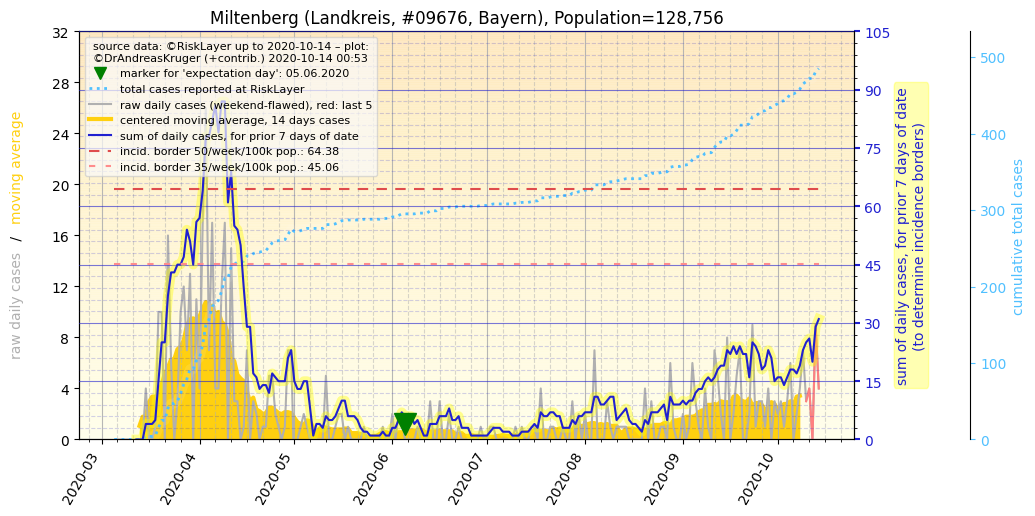 Miltenberg (Landkreis, #09676, Bayern), Population=128,756
source data: ©RiskLayer up to 2020-10-14 – plot:
©DrAndreasKruger (+contrib.) 2020-10-14 00:53
marker for 'expectation day': 05.06.2020
total cases reported at RiskLayer
raw daily cases (weekend-flawed), red: last 5
centered moving average, 14 days cases
sum of daily cases, for prior 7 days of date
incid. border 50/week/100k pop.: 64.38
incid. border 35/week/100k pop.: 45.06
raw daily cases / moving average
32
28
24
20
16
12
8
4
0
105
90
75
60
45
30
15
0
sum of daily cases, for prior 7 days of date
(to determine incidence borders)
500
400
300
200
100
0
cumulative total cases
2020-03
2020-04
2020-05
2020-06
2020-07
2020-08
2020-09
2020-10